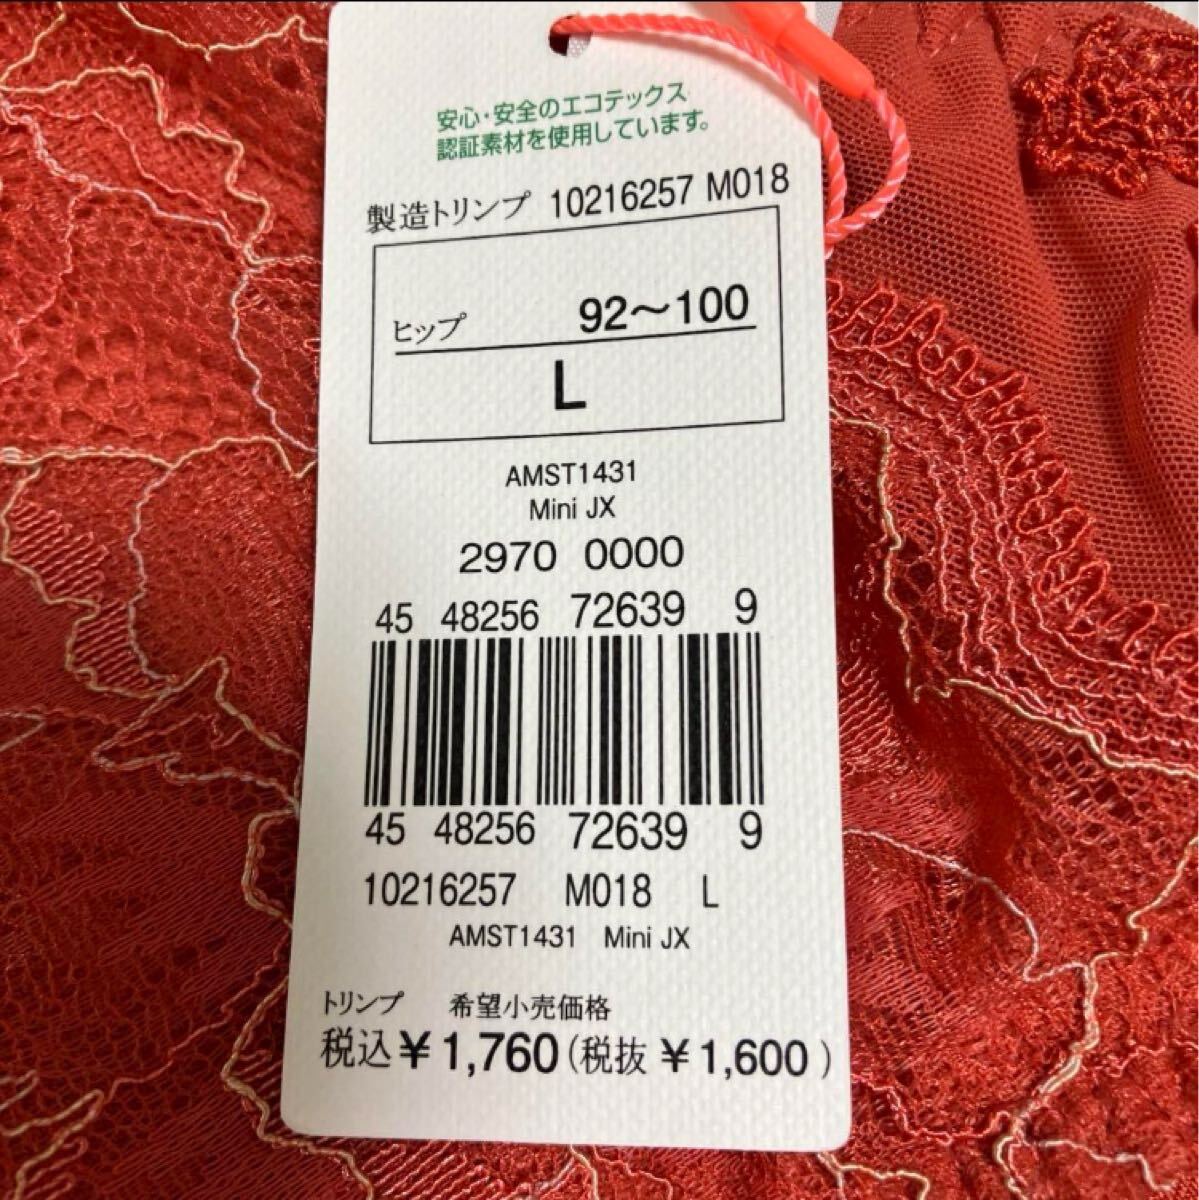 安心・安全のエコテックス
認証素材を使用しています。
製造トリンプ 10216257 M018
ヒップ 92〜100
L
AMST1431
Mini JX
2970 0000
45 48256 72639 9
45 48256 72639 9
10216257 M018 L
AMST1431 Mini JX
トリンプ 希望小売価格
税込¥1,760(税抜¥1,600)